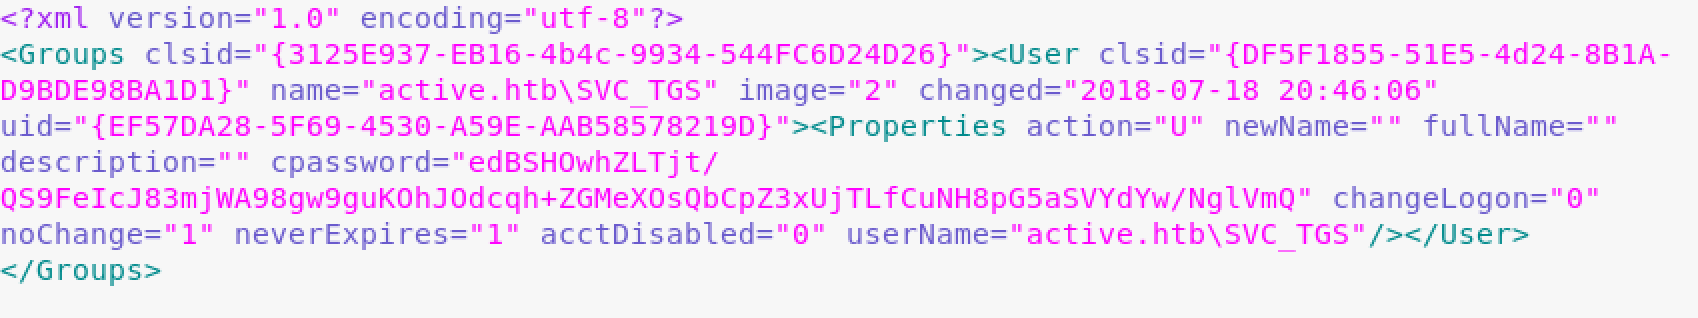 <?xml version="1.0" encoding="utf-8"?>
<Groups clsid="{3125E937-EB16-4b4c-9934-544FC6D24D26}"><User clsid="{DF5F1855-51E5-4d24-8B1A-
D9BDE98BA1D1}" name="active.htb\SVC_TGS" image="2" changed="2018-07-18 20:46:06"
uid="{EF57DA28-5F69-4530-A59E-AAB58578219D}"><Properties action="U" newName="" fullName=""
description="" cpassword="edBSHOwhZLTjt/
QS9FeIcJ83mjWA98gw9guKOhJOdcqh+ZGMeXOsQbCpZ3xUjTLfCuNH8pG5aSVYdYw/NglVmQ" changeLogon="0"
noChange="1" neverExpires="1" acctDisabled="0" userName="active.htb\SVC_TGS"/></User>
</Groups>